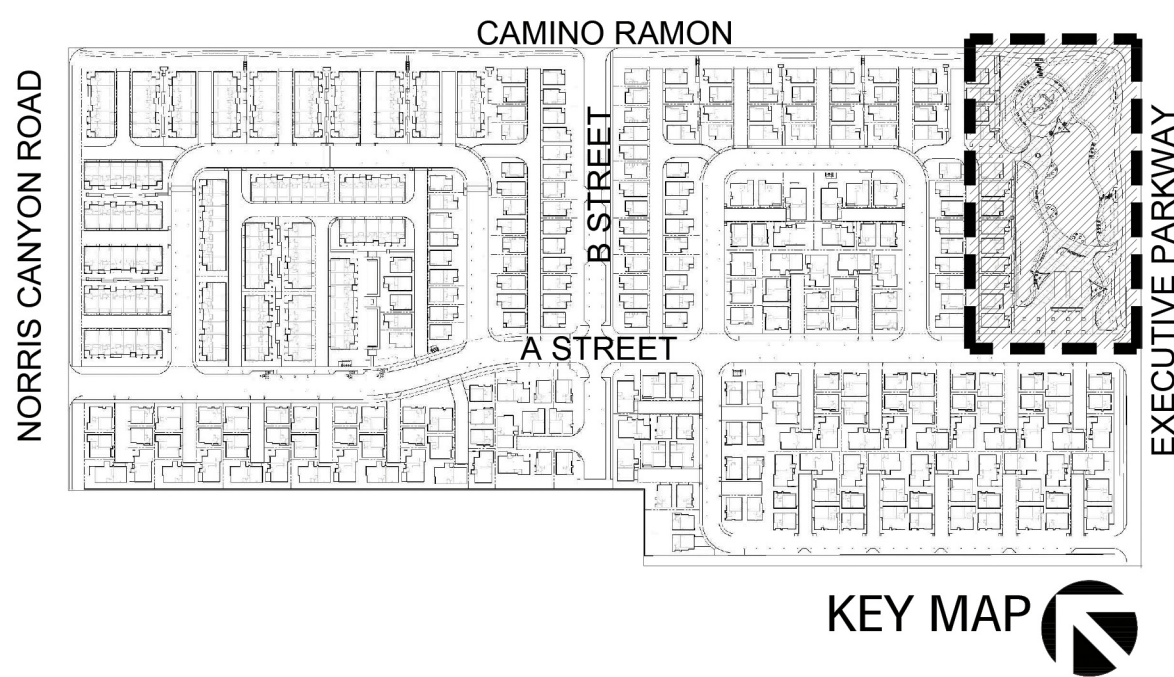 CAMINO RAMON
NORRIS CANYON ROAD
B STREET
EXECUTIVE PARKWAY
A STREET
KEY MAP